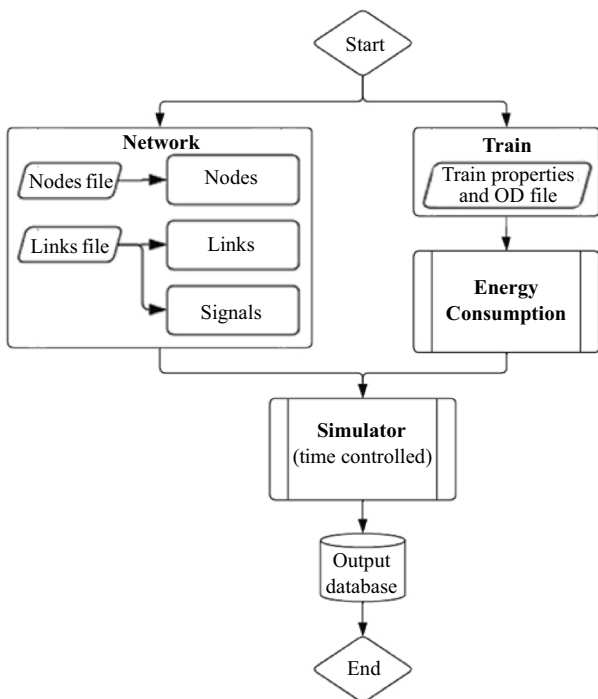 Start
Network
Nodes file
Nodes
Links file
Links
Signals
Train
Train properties
and OD file
Energy
Consumption
Simulator
(time controlled)
Output
database
End